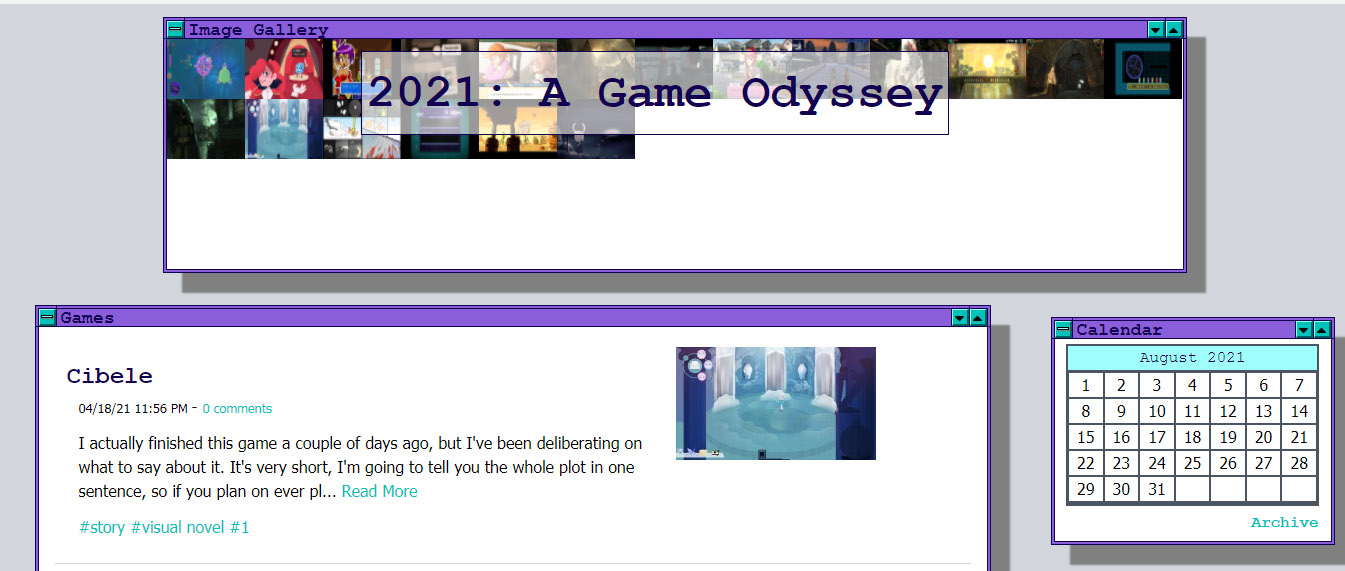 Image Gallery
2021: A Game Odyssey
Games
Cibele
04/18/21 11:56 PM - 0 comments
I actually finished this game a couple of days ago, but I've been deliberating on
what to say about it. It's very short, I'm going to tell you the whole plot in one
sentence, so if you plan on ever pl... Read More
#story #visual novel #1
Calendar
August 2021
1 2 3 4 5 6 7
8 9 10 11 12 13 14
15 16 17 18 19 20 21
22 23 24 25 26 27 28
29 30 31
Archive